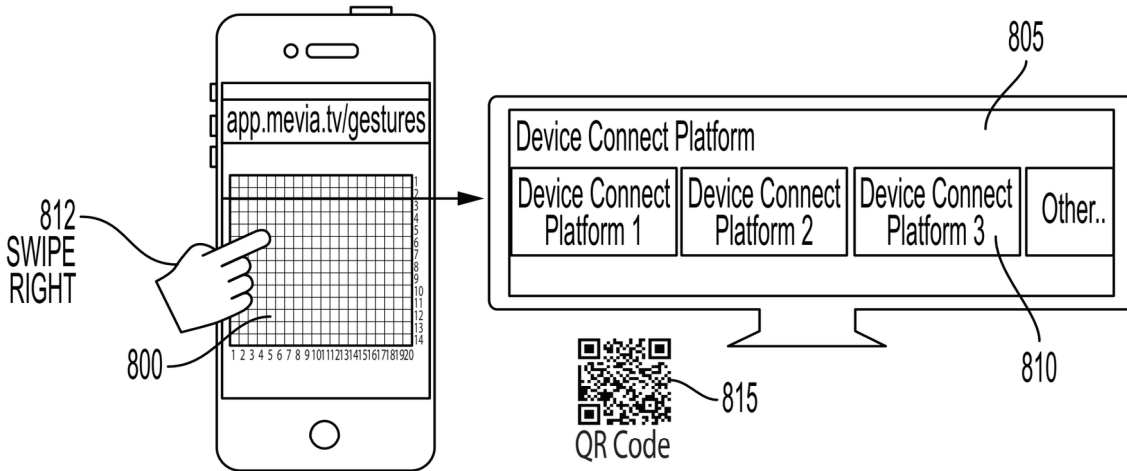 805
app.mevia.tv/gestures
Device Connect Platform
Device Connect
Platform 1
Device Connect
Platform 2
Device Connect
Platform 3
Other..
1
2
3
4
5
6
7
8
9
10
11
12
13
14
812
SWIPE
RIGHT
800
1 2 3 4 5 6 7 8 9 10 11 12 13 14 15 16 17 18 19 20
810
815
QR Code